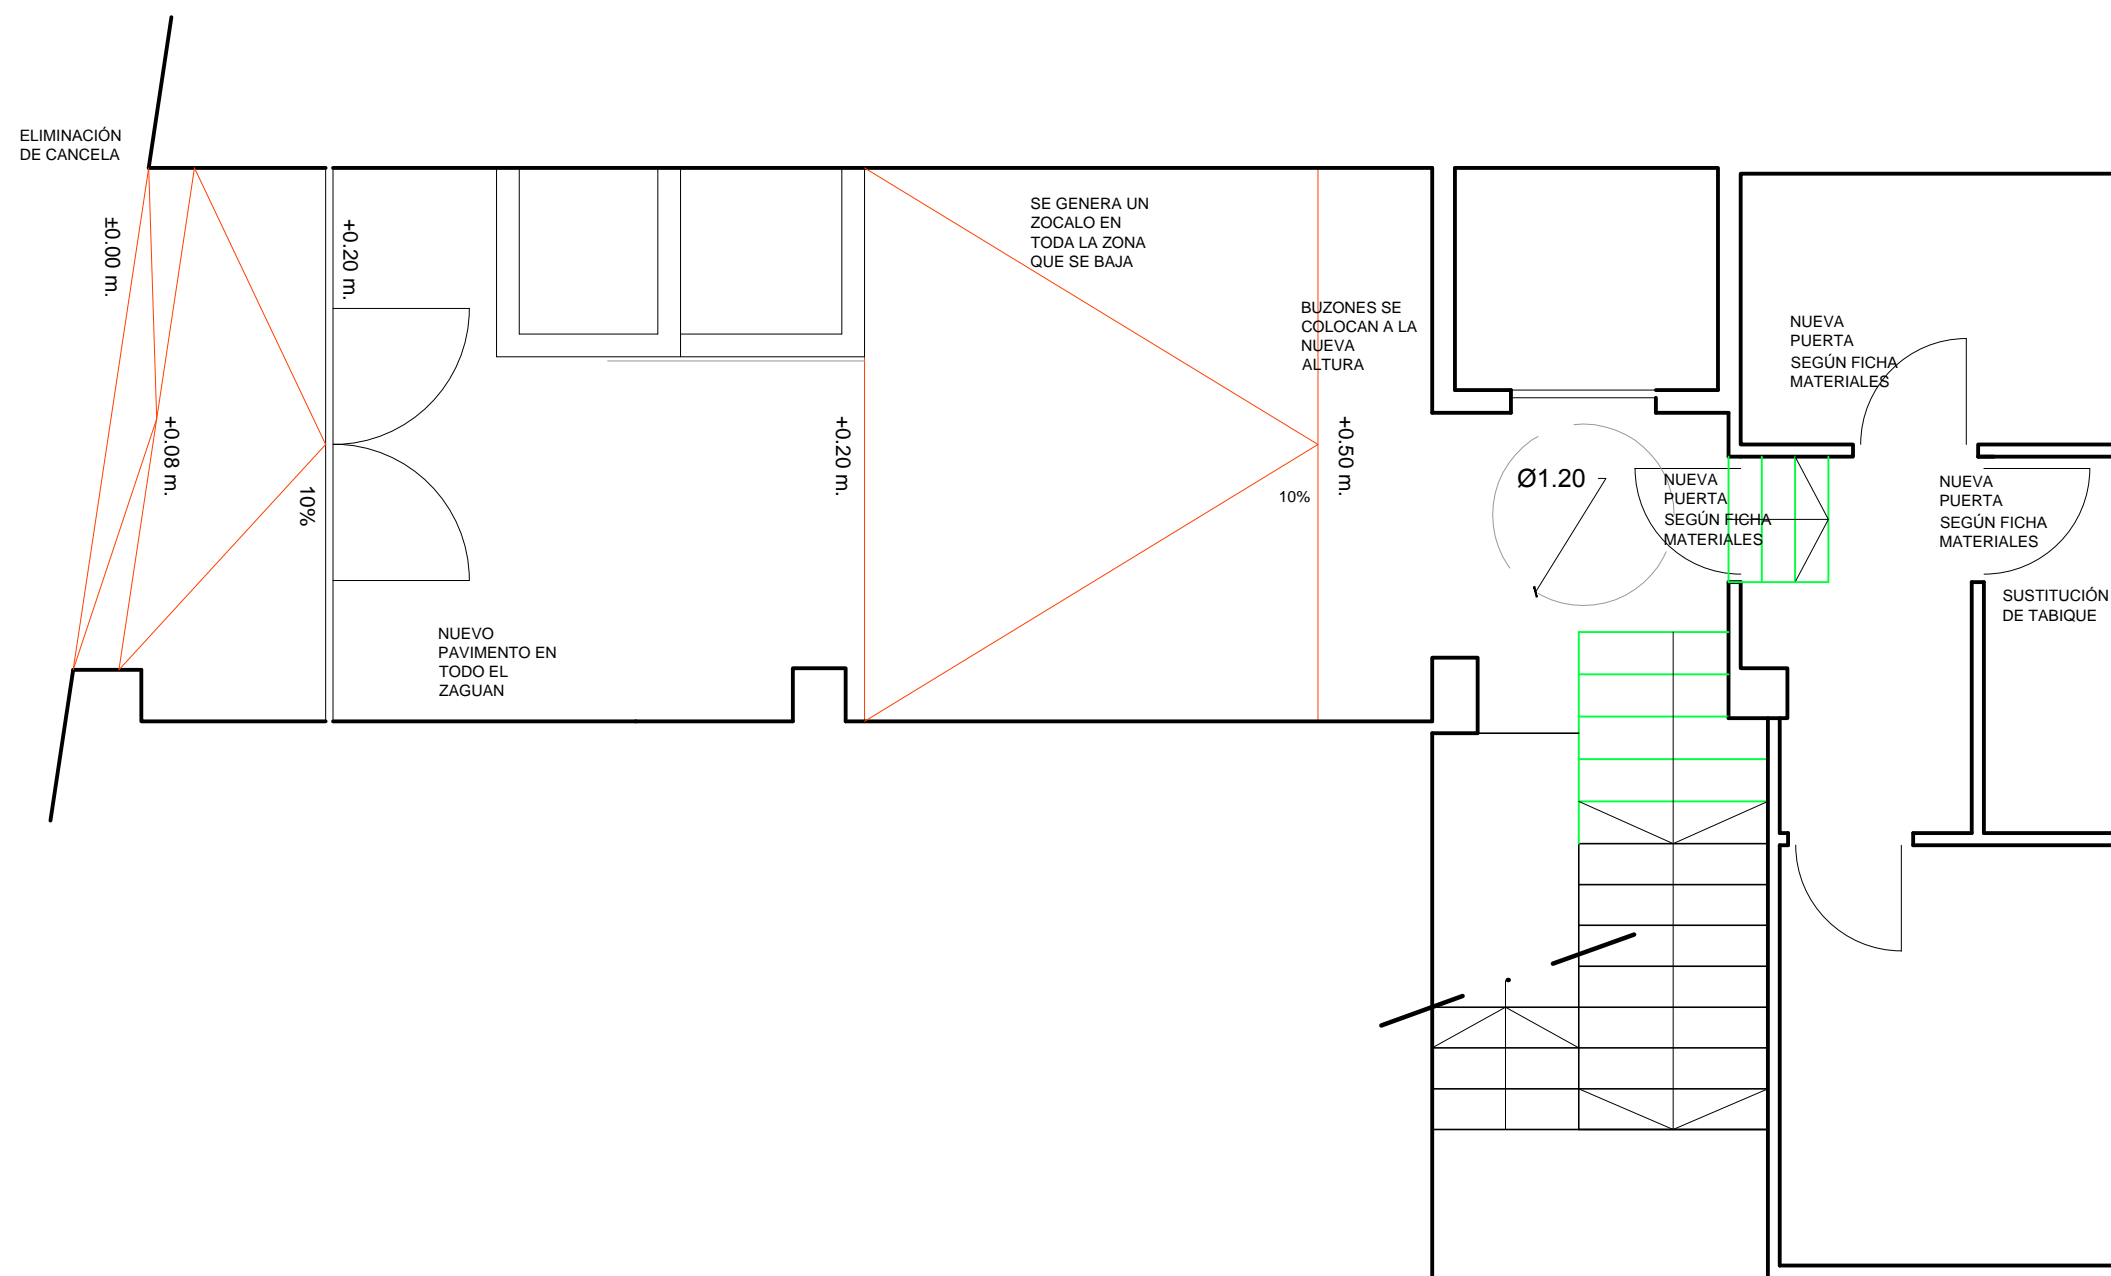 ELIMINACIÓN
DE CANCELA
±0.00 m.
+0.08 m.
10%
+0.20 m.
NUEVO
PAVIMENTO EN
TODO EL
ZAGUAN
+0.20 m.
SE GENERA UN
ZOCALO EN
TODA LA ZONA
QUE SE BAJA
BUZONES SE
COLOCAN A LA
NUEVA
ALTURA
+0.50 m.
10%
Ø1.20
NUEVA
PUERTA
SEGÚN FICHA
MATERIALES
NUEVA
PUERTA
SEGÚN FICHA
MATERIALES
NUEVA
PUERTA
SEGÚN FICHA
MATERIALES
SUSTITUCIÓN
DE TABIQUE